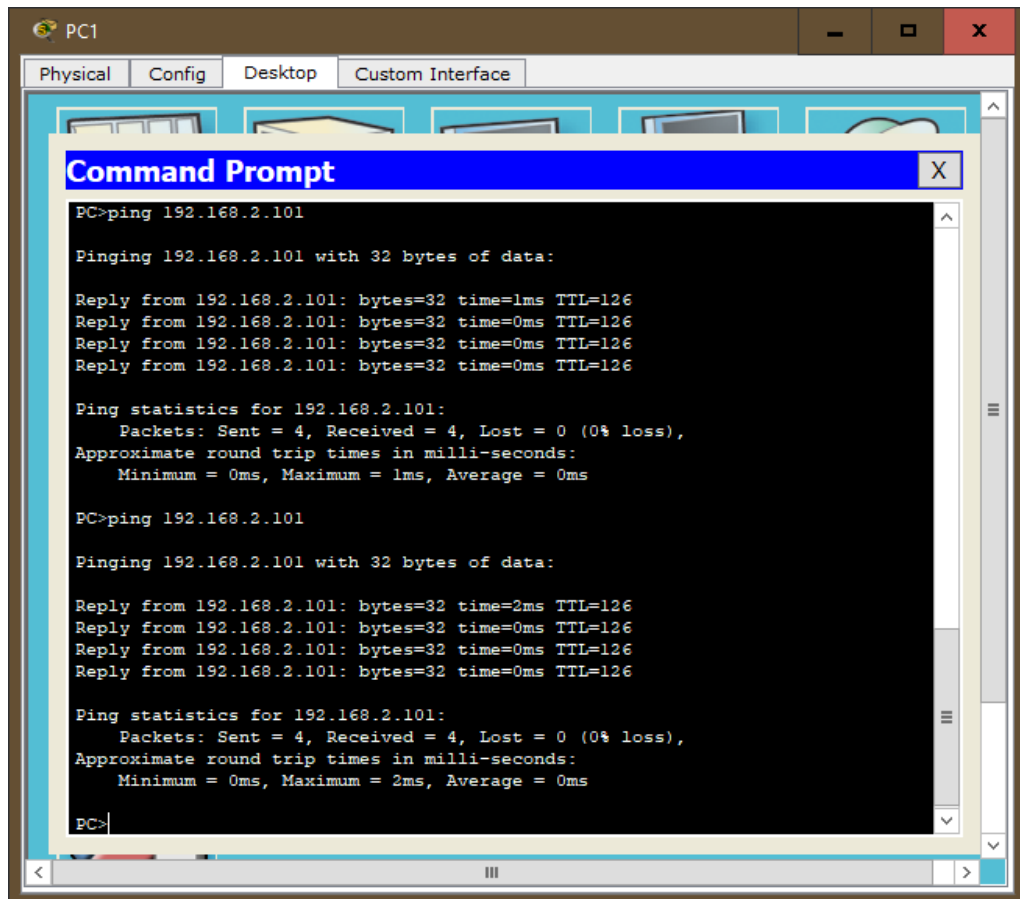 PC1
Physical Config Desktop Custom Interface
Command Prompt
X
PC>ping 192.168.2.101
Pinging 192.168.2.101 with 32 bytes of data:
Reply from 192.168.2.101: bytes=32 time=1ms TTL=126
Reply from 192.168.2.101: bytes=32 time=0ms TTL=126
Reply from 192.168.2.101: bytes=32 time=0ms TTL=126
Reply from 192.168.2.101: bytes=32 time=0ms TTL=126
Ping statistics for 192.168.2.101:
Packets: Sent = 4, Received = 4, Lost = 0 (0% loss),
Approximate round trip times in milli-seconds:
Minimum = 0ms, Maximum = 1ms, Average = 0ms
PC>ping 192.168.2.101
Pinging 192.168.2.101 with 32 bytes of data:
Reply from 192.168.2.101: bytes=32 time=2ms TTL=126
Reply from 192.168.2.101: bytes=32 time=0ms TTL=126
Reply from 192.168.2.101: bytes=32 time=0ms TTL=126
Reply from 192.168.2.101: bytes=32 time=0ms TTL=126
Ping statistics for 192.168.2.101:
Packets: Sent = 4, Received = 4, Lost = 0 (0% loss),
Approximate round trip times in milli-seconds:
Minimum = 0ms, Maximum = 2ms, Average = 0ms
PC>